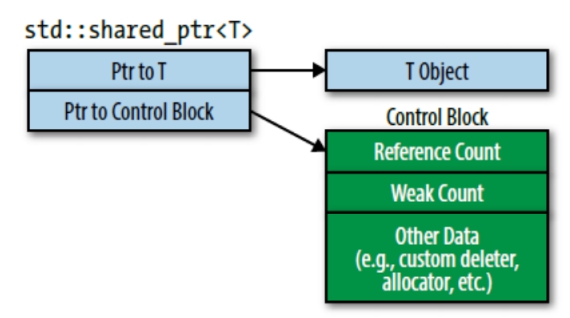 std::shared_ptr<T>
Ptr to T
T Object
Ptr to Control Block
Control Block
Reference Count
Weak Count
Other Data
(e.g., custom deleter,
allocator, etc.)